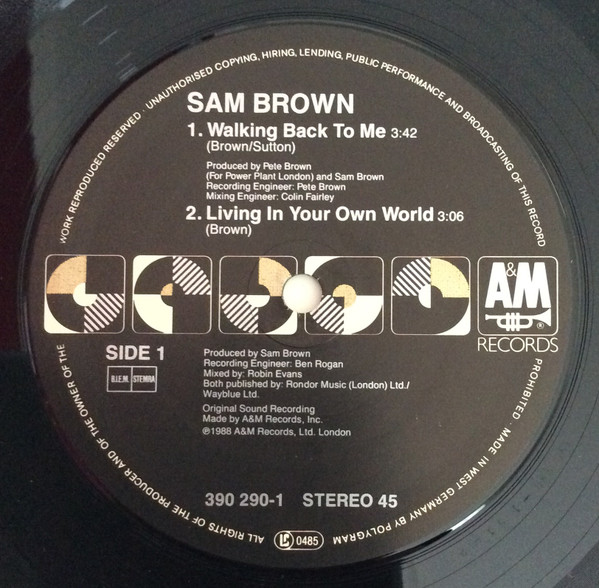 WORK REPRODUCED RESERVED · UNAUTHORISED COPYING, HIRING, LENDING, PUBLIC PERFORMANCE AND BROADCASTING OF THIS RECORD
SAM BROWN
1. Walking Back To Me 3:42
(Brown/Sutton)
Produced by Pete Brown
(For Power Plant London) and Sam Brown
Recording Engineer: Pete Brown
Mixing Engineer: Colin Fairley
2. Living In Your Own World 3:06
(Brown)
A&M
®
RECORDS
SIDE 1
B.I.E.M. STEMRA
Produced by Sam Brown
Recording Engineer: Ben Rogan
Mixed by: Robin Evans
Both published by: Rondor Music (London) Ltd./
Wayblue Ltd.
Original Sound Recording
Made by A&M Records, Inc.
℗1988 A&M Records, Ltd. London
390 290-1 STEREO 45
PROHIBITED · MADE IN WEST GERMANY BY POLYGRAM
LC 0485
ALL RIGHTS OF THE PRODUCER AND OF THE OWNER OF THE